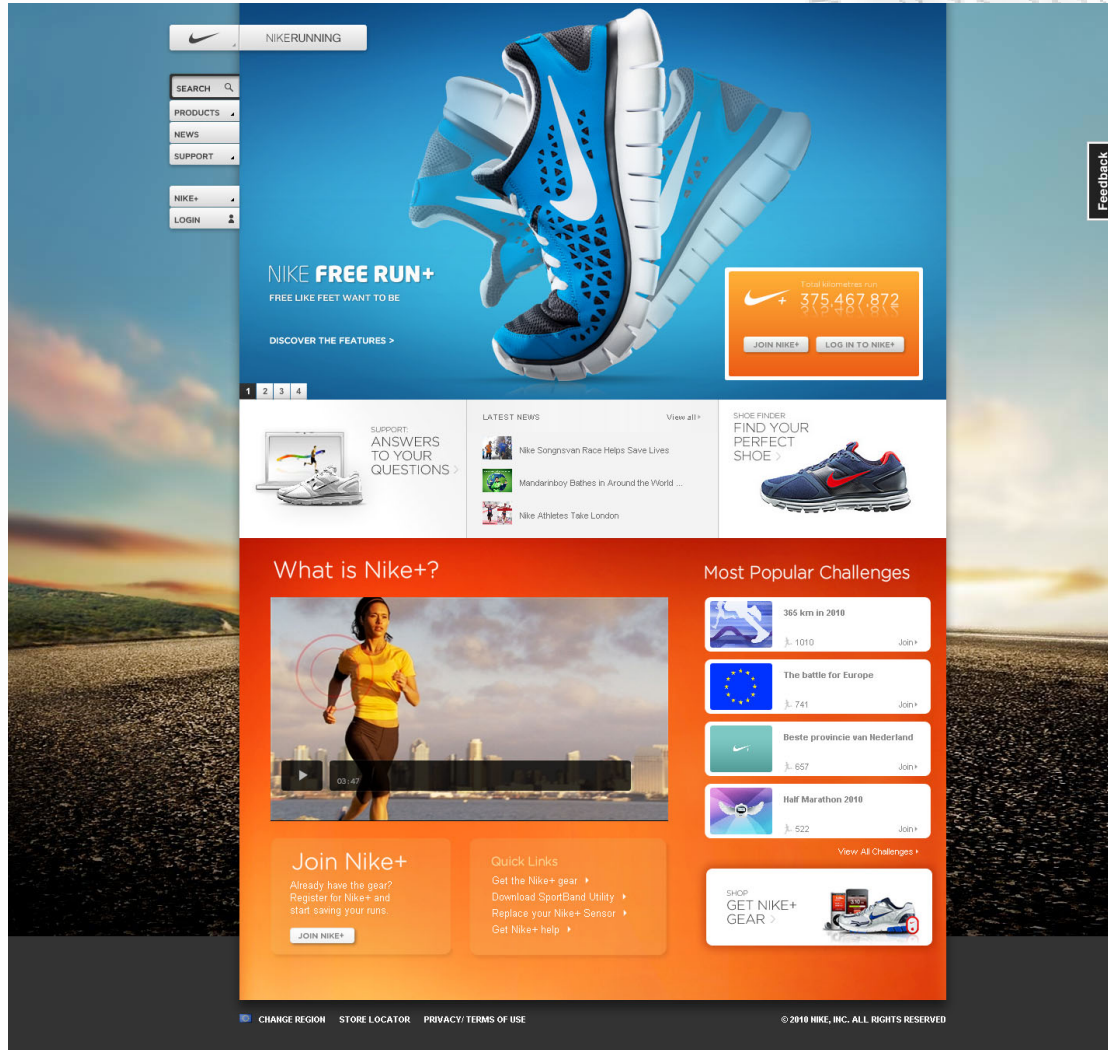 NIKERUNNING
SEARCH
PRODUCTS
NEWS
SUPPORT
NIKE+
LOGIN
Feedback
NIKE FREE RUN+
FREE LIKE FEET WANT TO BE
DISCOVER THE FEATURES >
Total kilometres run
375,467,872
JOIN NIKE+ LOG IN TO NIKE+
1 2 3 4
SUPPORT:
ANSWERS
TO YOUR
QUESTIONS >
LATEST NEWS View all
Nike Songnsvan Race Helps Save Lives
Mandarinboy Bathes in Around the World ...
Nike Athletes Take London
SHOE FINDER
FIND YOUR
PERFECT
SHOE >
What is Nike+?
03:47
Most Popular Challenges
365 km in 2010
1010 Join
The battle for Europe
741 Join
Beste provincie van Nederland
657 Join
Half Marathon 2010
522 Join
View All Challenges
Join Nike+
Already have the gear?
Register for Nike+ and
start saving your runs.
JOIN NIKE+
Quick Links
Get the Nike+ gear
Download SportBand Utility
Replace your Nike+ Sensor
Get Nike+ help
SHOP
GET NIKE+
GEAR >
CHANGE REGION STORE LOCATOR PRIVACY/ TERMS OF USE
© 2010 NIKE, INC. ALL RIGHTS RESERVED